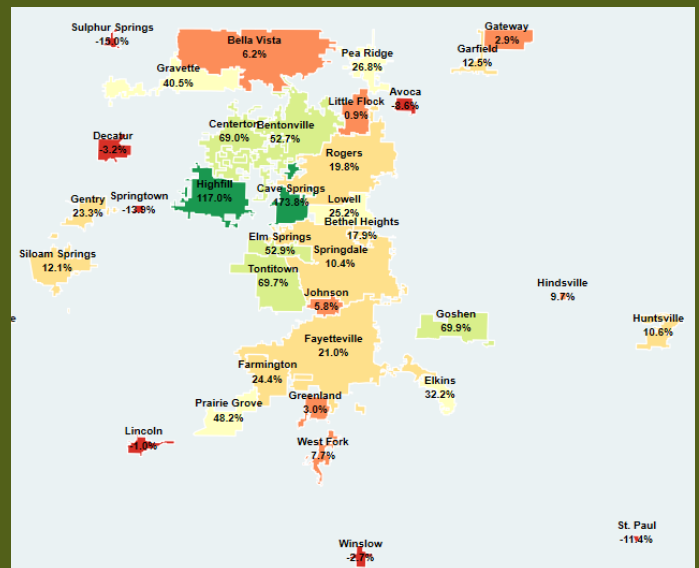 Sulphur Springs
-15.0%
Gateway
2.9%
Bella Vista
6.2%
Garfield
12.5%
Pea Ridge
26.8%
Gravette
40.5%
Avoca
-8.6%
Little Flock
0.9%
Centerton
69.0%
Bentonville
52.7%
Decatur
-3.2%
Rogers
19.8%
Highfill
117.0%
Cave Springs
173.8%
Springtown
-13.8%
Gentry
23.3%
Lowell
25.2%
Bethel Heights
17.9%
Elm Springs
52.9%
Springdale
10.4%
Siloam Springs
12.1%
Tontitown
69.7%
Hindsville
9.7%
Johnson
5.8%
Goshen
69.9%
Huntsville
10.6%
e
Fayetteville
21.0%
Farmington
24.4%
Elkins
32.2%
Greenland
3.0%
Prairie Grove
48.2%
Lincoln
-1.6%
West Fork
7.7%
St. Paul
-11.4%
Winslow
-2.7%